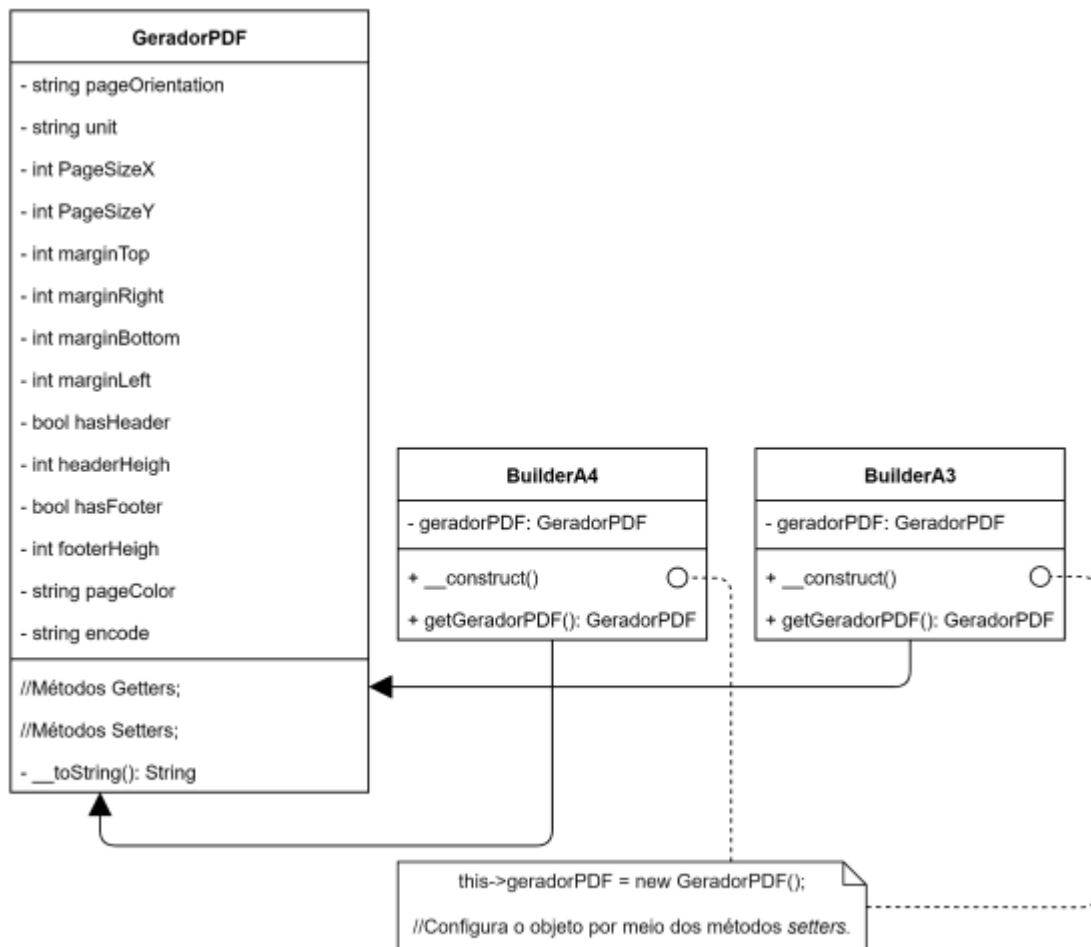 GeradorPDF
- string pageOrientation
- string unit
- int PageSizeX
- int PageSizeY
- int marginTop
- int marginRight
- int marginBottom
- int marginLeft
- bool hasHeader
- int headerHeigh
- bool hasFooter
- int footerHeigh
- string pageColor
- string encode
//Métodos Getters;
//Métodos Setters;
- __toString(): String
BuilderA4
- geradorPDF: GeradorPDF
+ __construct()
+ getGeradorPDF(): GeradorPDF
BuilderA3
- geradorPDF: GeradorPDF
+ __construct()
+ getGeradorPDF(): GeradorPDF
this->geradorPDF = new GeradorPDF();
//Configura o objeto por meio dos métodos setters.